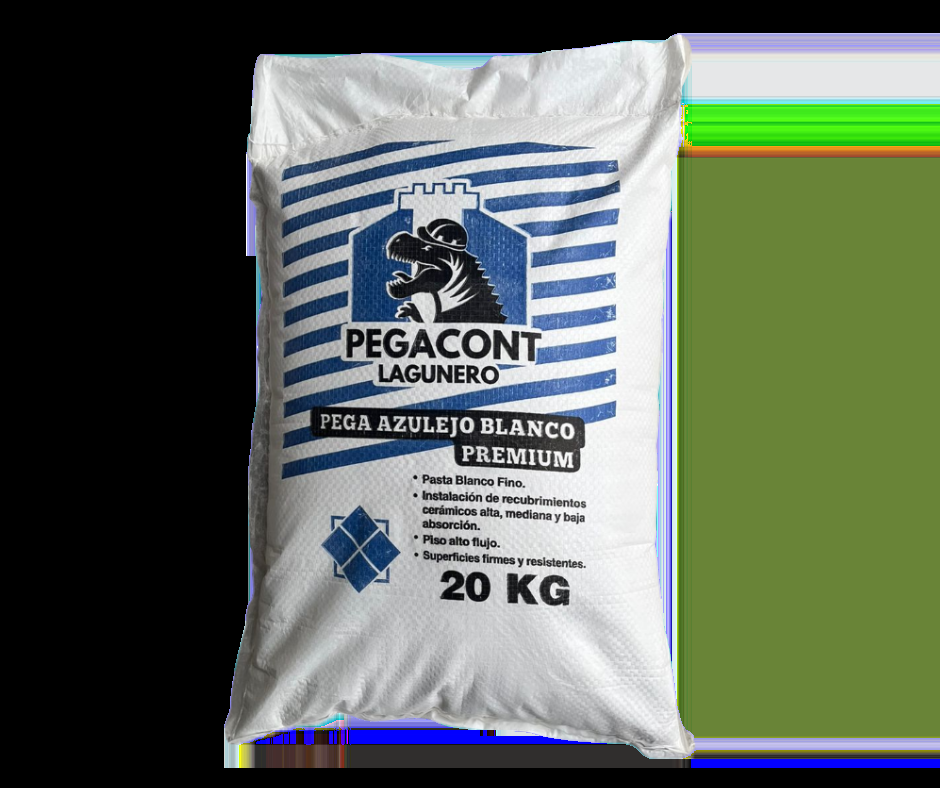 PEGACONT
LAGUNERO
PEGA AZULEJO BLANCO
PREMIUM
• Pasta Blanco Fino.
• Instalación de recubrimientos
cerámicos alta, mediana y baja
absorción.
• Piso alto flujo.
• Superficies firmes y resistentes.
20 KG